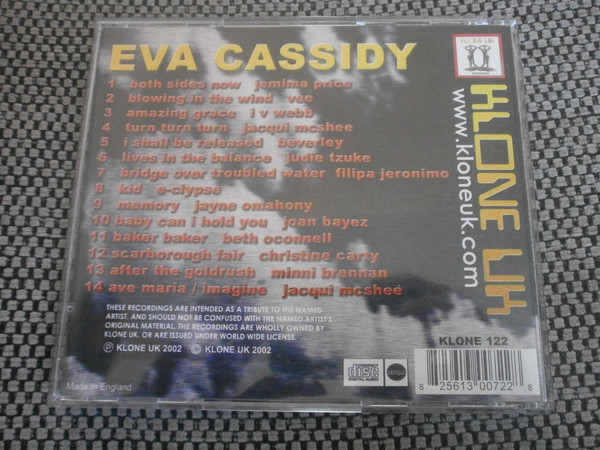 EVA CASSIDY
KLONE UK
1 both sides now jemima price
2 blowing in the wind vee
3 amazing grace i v webb
4 turn turn turn jacqui mcshee
5 i shall be released beverley
6 lives in the balance judie tzuke
7 bridge over troubled water filipa jeronimo
8 kid e-clypse
9 memory jayne omahony
10 baby can i hold you joan bayez
11 baker baker beth oconnell
12 scarborough fair christine carty
13 after the goldrush minni brennan
14 ave maria / imagine jacqui mcshee
KLONE UK
www.kloneuk.com
THESE RECORDINGS ARE INTENDED AS A TRIBUTE TO THE NAMED
ARTIST. AND SHOULD NOT BE CONFUSED WITH THE NAMED ARTIST'S
ORIGINAL MATERIAL. THE RECORDINGS ARE WHOLLY OWNED BY
KLONE UK. OR ARE ISSUED UNDER WORLD WIDE LICENSE.
Ⓟ KLONE UK 2002 © KLONE UK 2002
Made in England
disc
DIGITAL AUDIO
KLONE 122
8 25613 00722 8